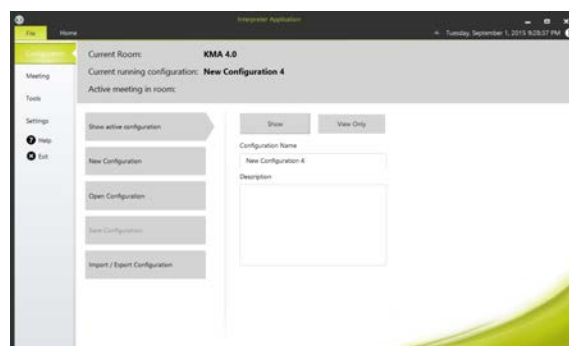 Interpreter Application
File Home
Tuesday, September 1, 2015 9:28:37 PM
Configuration
Meeting
Tools
Settings
Help
Exit
Current Room: KMA 4.0
Current running configuration: New Configuration 4
Active meeting in room:
Show active configuration
New Configuration
Open Configuration
Save Configuration
Import / Export Configuration
Show View Only
Configuration Name
New Configuration 4
Description